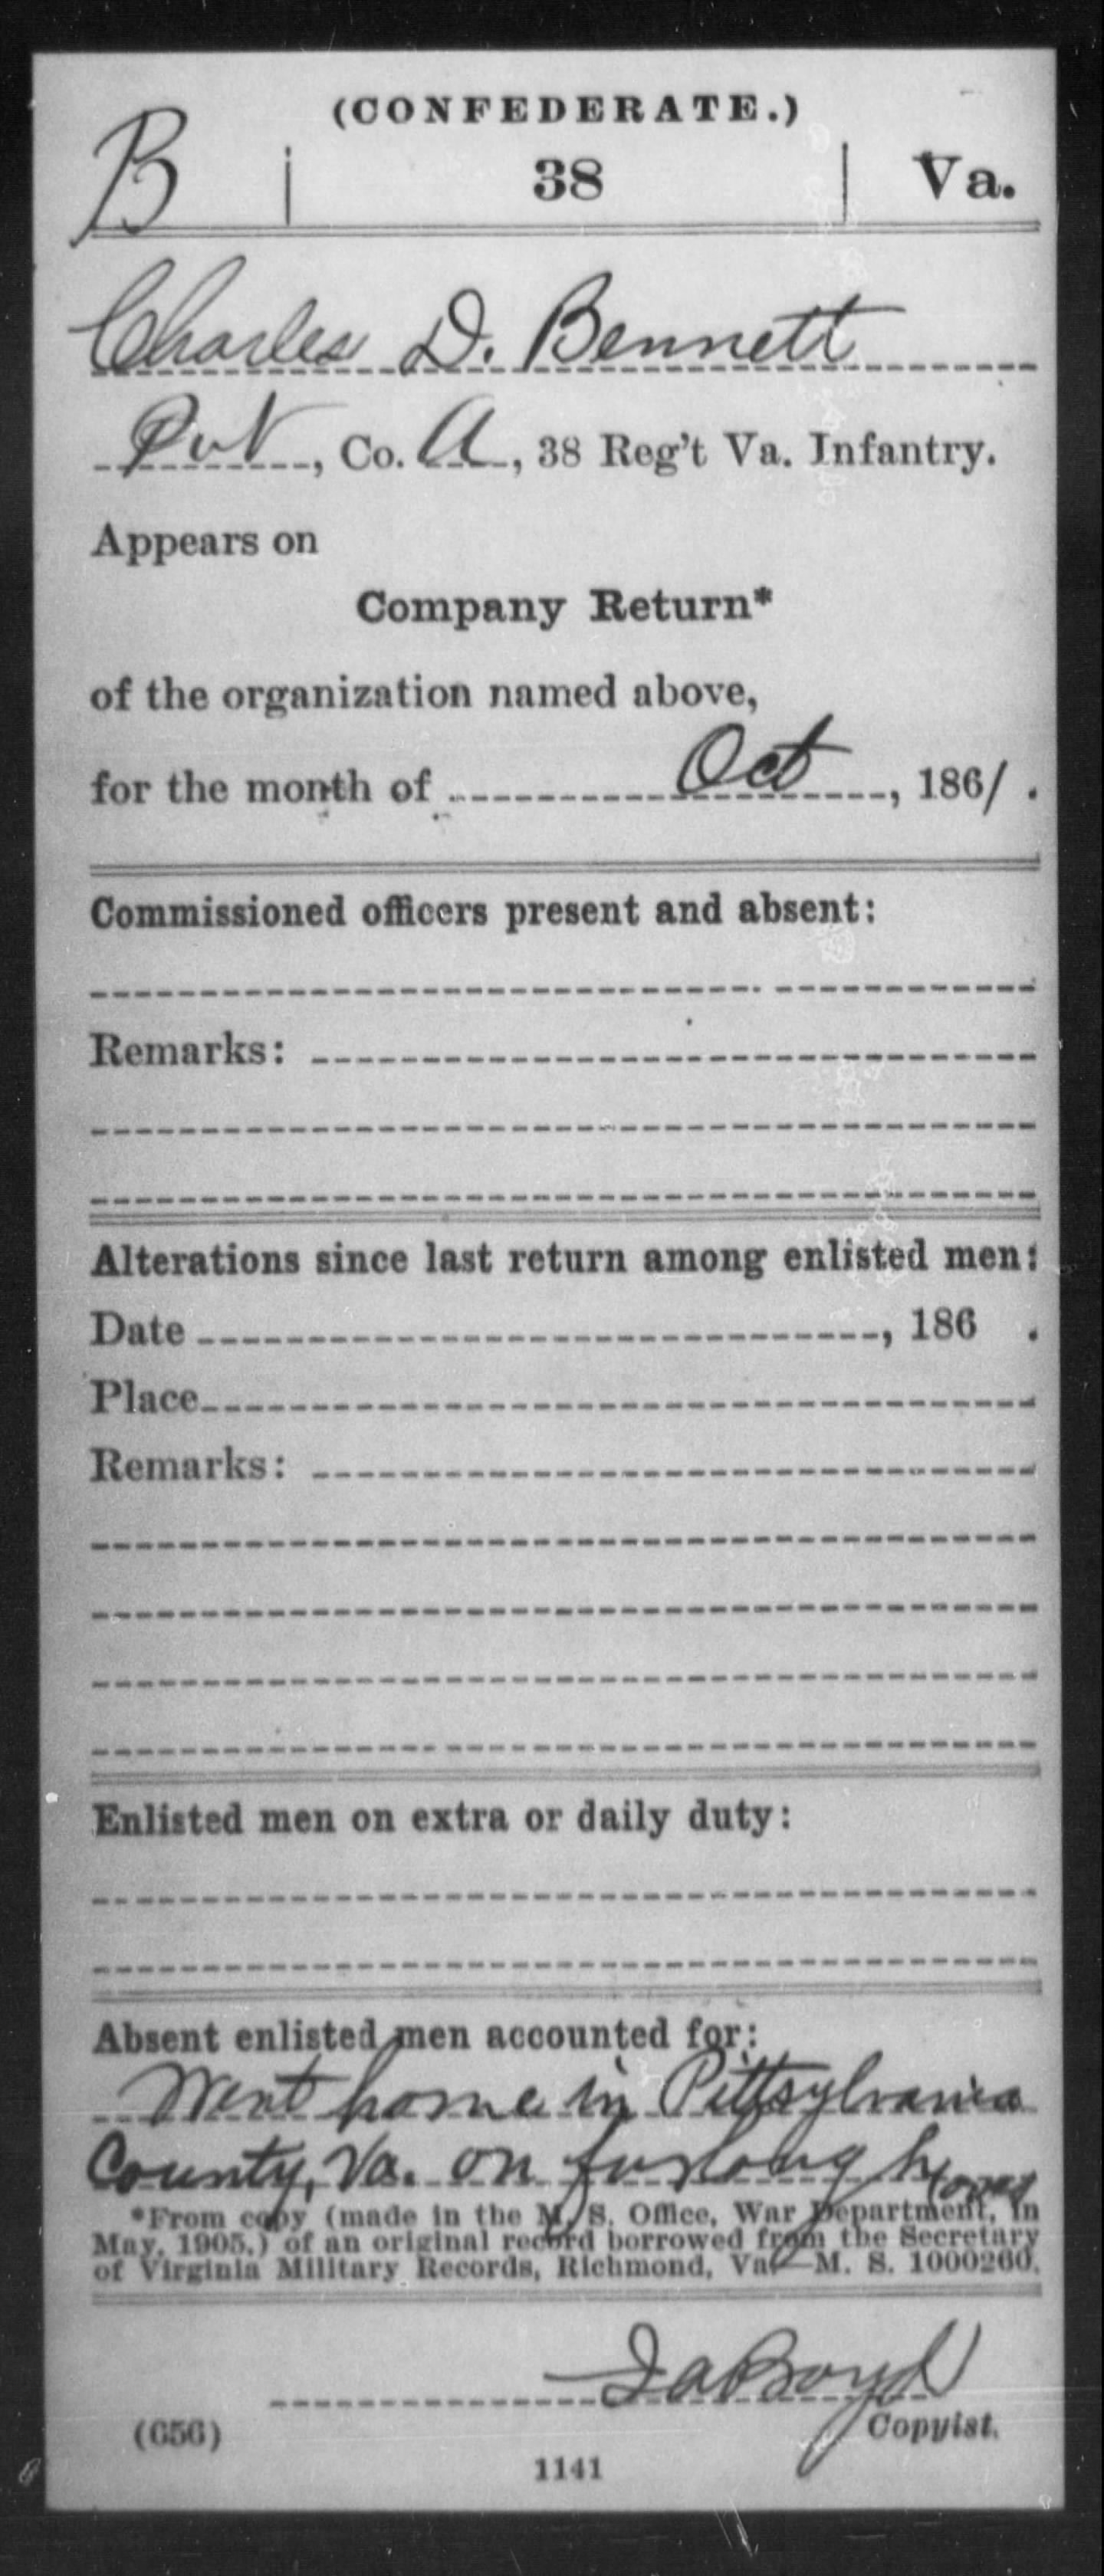 (CONFEDERATE.)
B | 38 | Va.
Charles D. Bennett
Pvt, Co. A, 38 Reg't Va. Infantry.
Appears on
Company Return*
of the organization named above,
for the month of Oct, 186/ .
Commissioned officers present and absent:
Remarks:
Alterations since last return among enlisted men:
Date , 186 .
Place
Remarks:
Enlisted men on extra or daily duty:
Absent enlisted men accounted for:
Went home in Pittsylvania
County, Va. on furlough
*From copy (made in the M. S. Office, War Department, in
May, 1905,) of an original record borrowed from the Secretary
of Virginia Military Records, Richmond, Va.—M. S. 1000260.
Boyd
Copyist.
(656)
1141